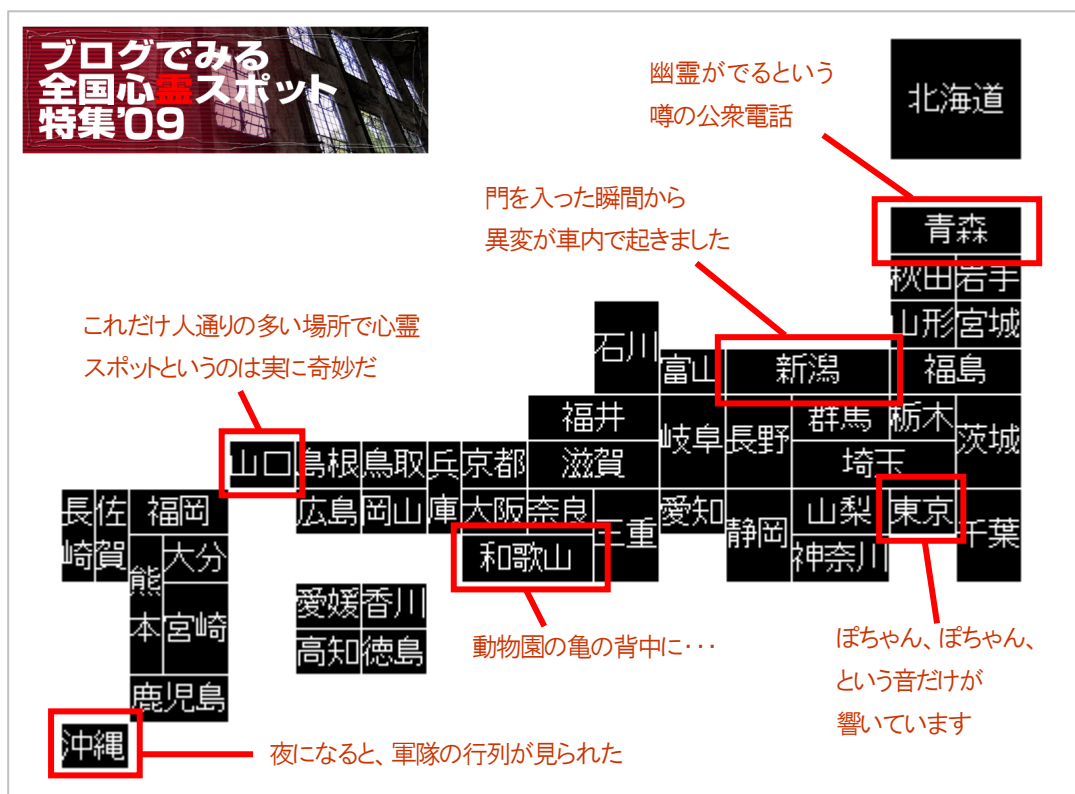 ブログでみる
全国心霊スポット
特集'09
幽霊がでるという
噂の公衆電話
北海道
門を入った瞬間から
異変が車内で起きました
青森
秋田 岩手
これだけ人通りの多い場所で心霊
スポットというのは実に奇妙だ
石川
山形 宮城
富山 新潟 福島
福井 岐阜 長野 群馬 栃木 茨城
山口 島根 鳥取 兵庫 京都 滋賀 埼玉
長崎 佐賀 福岡 広島 岡山 大阪 奈良 三重 愛知 静岡 山梨 東京 千葉
熊本 大分 和歌山 神奈川
宮崎 愛媛 香川
高知 徳島
動物園の亀の背中に・・・
ぽちゃん、ぽちゃん、
という音だけが
響いています
鹿児島
沖縄
夜になると、軍隊の行列が見られた